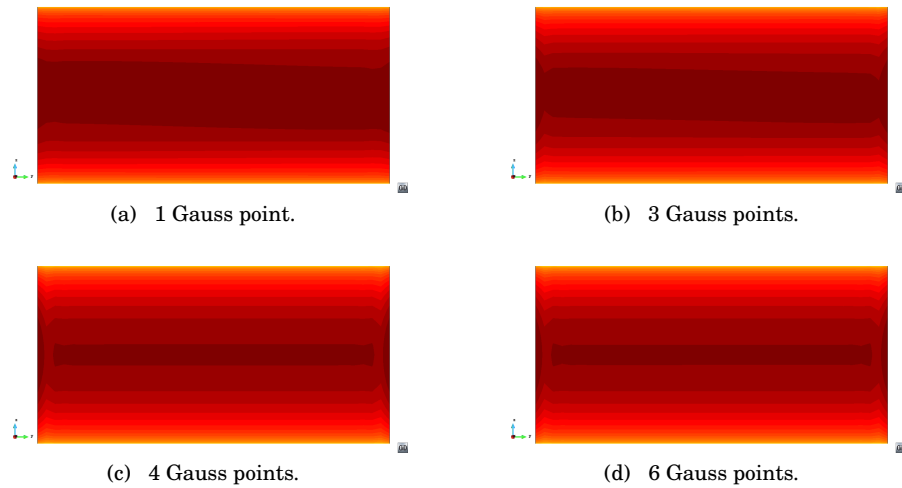 (a) 1 Gauss point.
(b) 3 Gauss points.
(c) 4 Gauss points.
(d) 6 Gauss points.